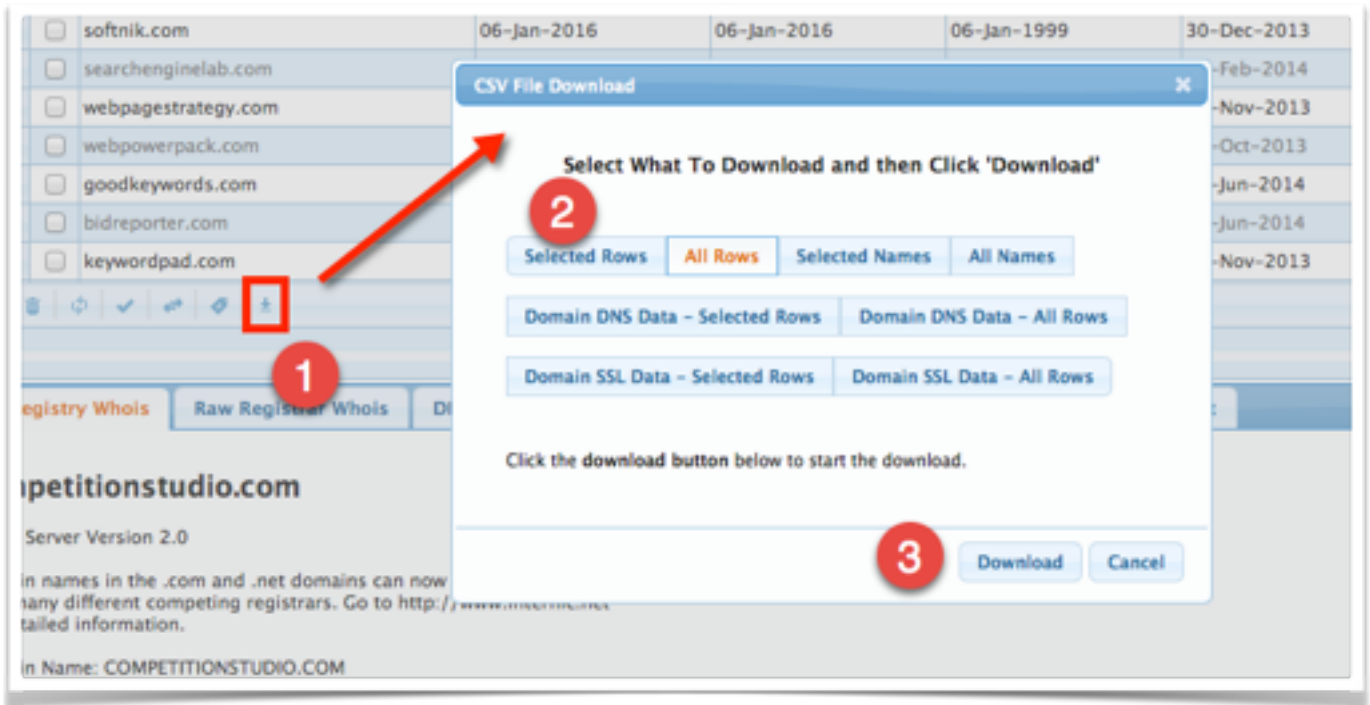 softnik.com 06-Jan-2016 06-Jan-2016 06-Jan-1999 30-Dec-2013
searchenginelab.com -Feb-2014
webpagestrategy.com -Nov-2013
webpowerpack.com -Oct-2013
goodkeywords.com -Jun-2014
bidreporter.com -Jun-2014
keywordpad.com -Nov-2013
1
CSV File Download
Select What To Download and then Click 'Download'
2
Selected Rows All Rows Selected Names All Names
Domain DNS Data - Selected Rows Domain DNS Data - All Rows
Domain SSL Data - Selected Rows Domain SSL Data - All Rows
Click the download button below to start the download.
3
Download Cancel
egistry Whois Raw Registrar Whois
petitionstudio.com
Server Version 2.0
in names in the .com and .net domains can now
any different competing registrars. Go to http://www.internic.net
tailed information.
in Name: COMPETITIONSTUDIO.COM